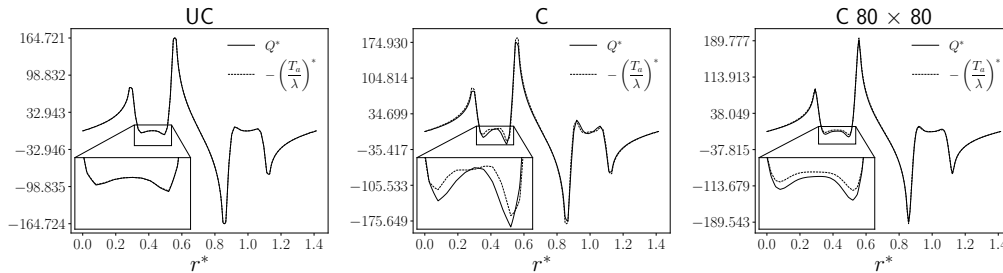 UC
164.721
98.832
32.943
−32.946
−98.835
−164.724
Q*
−(T_a/λ)*
0.0 0.2 0.4 0.6 0.8 1.0 1.2 1.4
r*
C
174.930
104.814
34.699
−35.417
−105.533
−175.649
Q*
−(T_a/λ)*
0.0 0.2 0.4 0.6 0.8 1.0 1.2 1.4
r*
C 80 × 80
189.777
113.913
38.049
−37.815
−113.679
−189.543
Q*
−(T_a/λ)*
0.0 0.2 0.4 0.6 0.8 1.0 1.2 1.4
r*